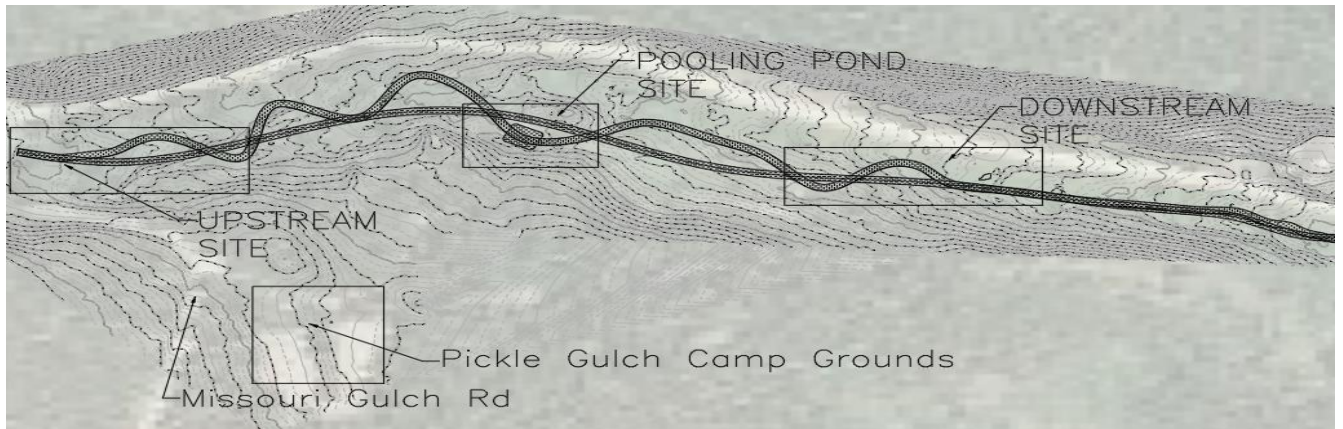 POOLING POND
SITE
DOWNSTREAM
SITE
UPSTREAM
SITE
Pickle Gulch Camp Grounds
Missouri Gulch Rd